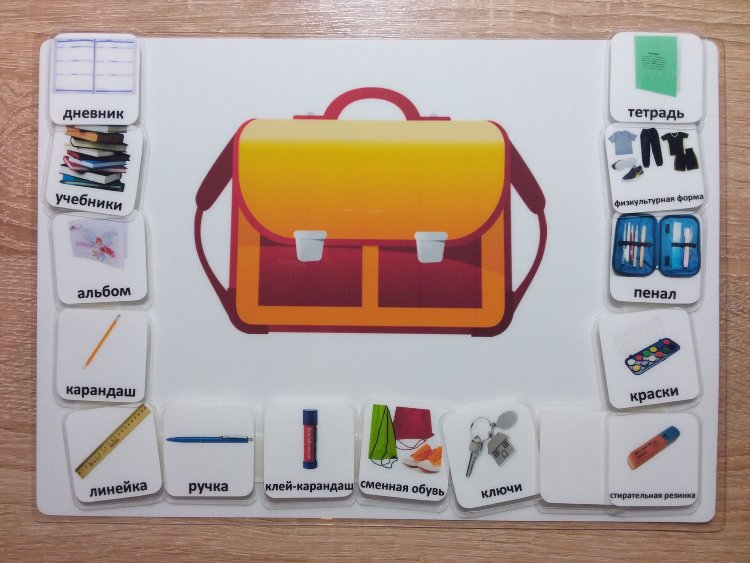 дневник
тетрадь
учебники
физкультурная форма
альбом
пенал
карандаш
краски
линейка
ручка
клей-карандаш
сменная обувь
ключи
стирательная резинка